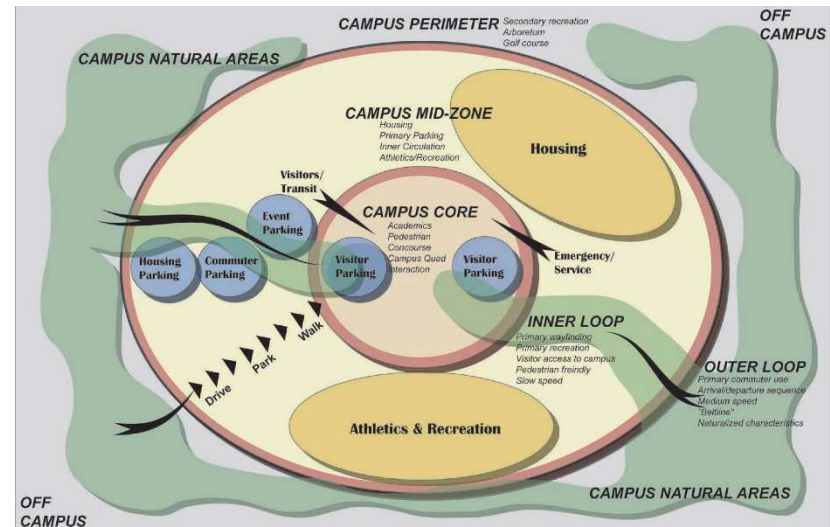 CAMPUS PERIMETER
Secondary recreation
Arboretum
Golf course
OFF
CAMPUS
CAMPUS NATURAL AREAS
CAMPUS MID-ZONE
Housing
Primary Parking
Inner Circulation
Athletics/Recreation
Housing
Visitors/
Transit
Event
Parking
CAMPUS CORE
Academics
Pedestrian
Concourse
Campus Quad
Interaction
Housing
Parking
Commuter
Parking
Visitor
Parking
Visitor
Parking
Emergency/
Service
Drive
Park
Walk
INNER LOOP
Primary wayfinding
Primary recreation
Visitor access to campus
Pedestrian freindly
Slow speed
OUTER LOOP
Primary commuter use
Arrival/departure sequence
Medium speed
"Beltline"
Naturalized characteristics
Athletics & Recreation
CAMPUS NATURAL AREAS
OFF
CAMPUS